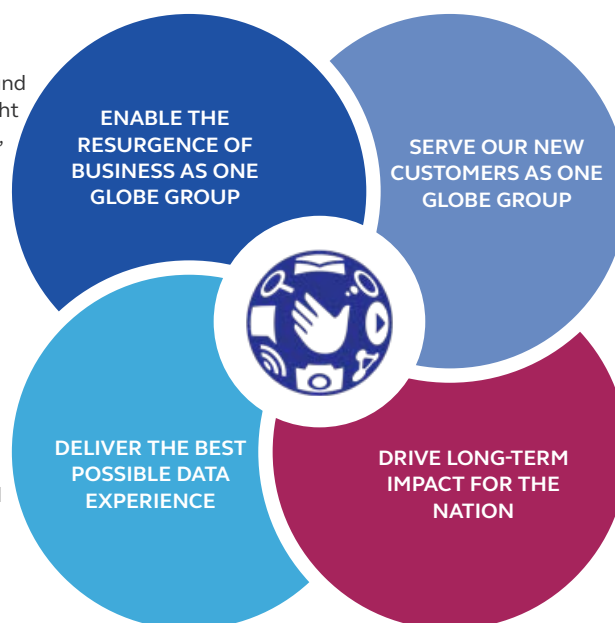 ENABLE THE
RESURGENCE OF
BUSINESS AS ONE
GLOBE GROUP
SERVE OUR NEW
CUSTOMERS AS ONE
GLOBE GROUP
DELIVER THE BEST
POSSIBLE DATA
EXPERIENCE
DRIVE LONG-TERM
IMPACT FOR THE
NATION